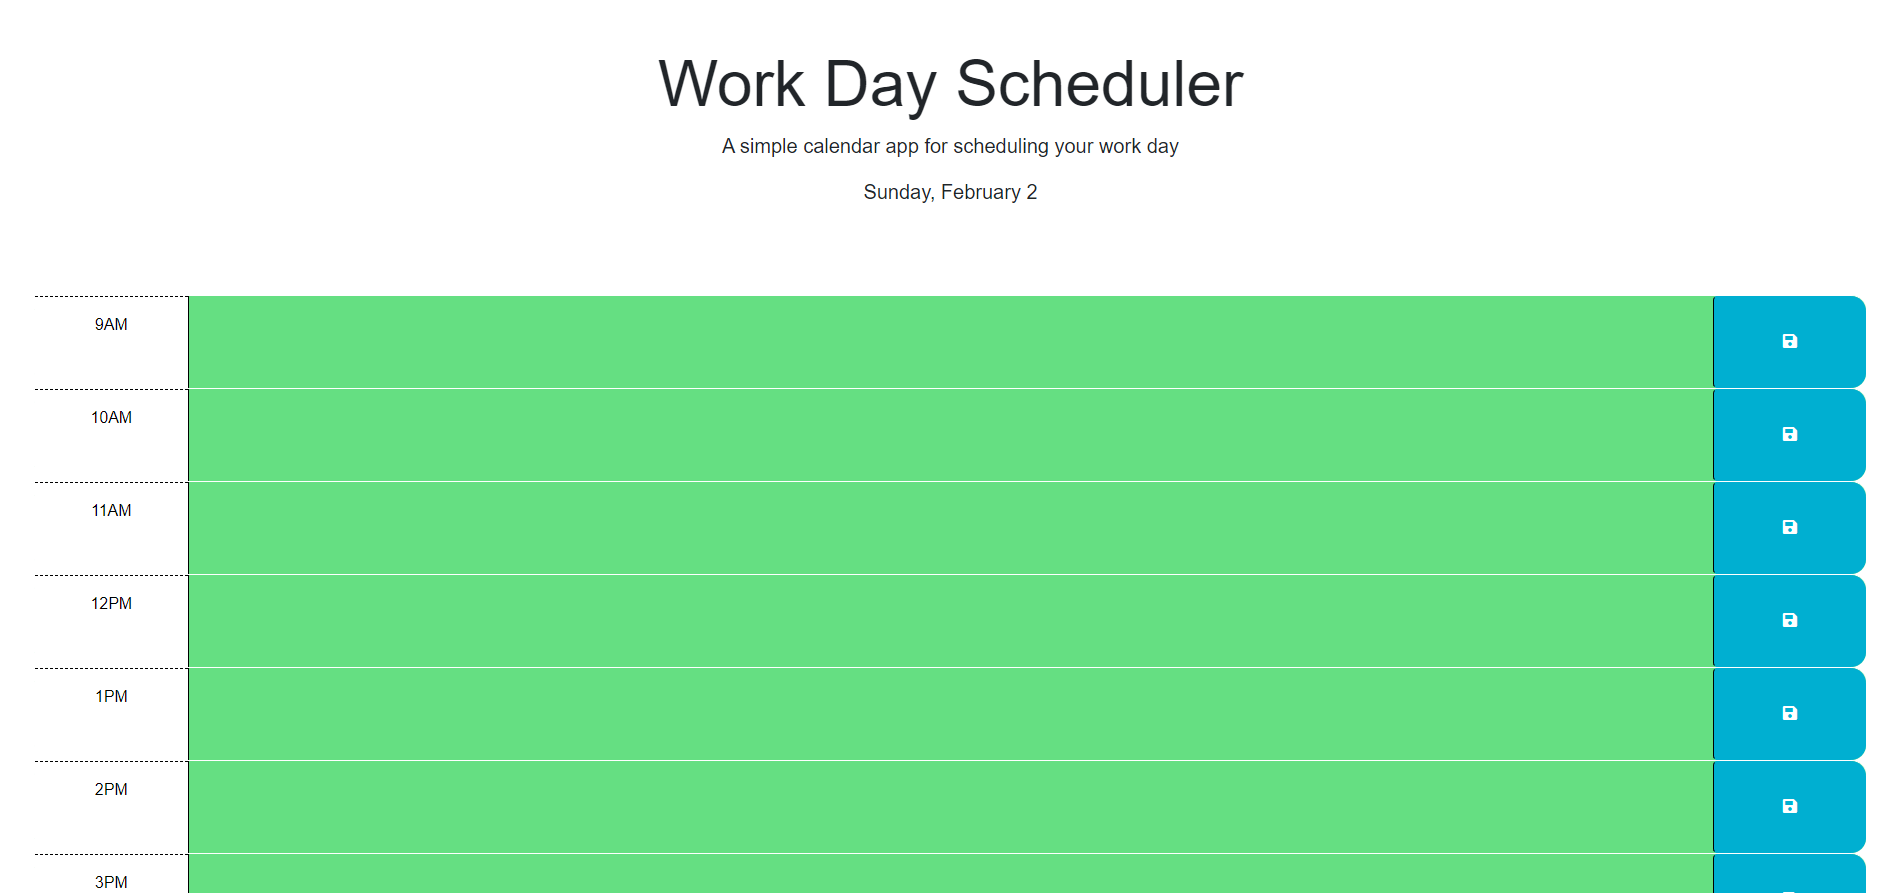 Work Day Scheduler
A simple calendar app for scheduling your work day
Sunday, February 2
9AM
10AM
11AM
12PM
1PM
2PM
3PM